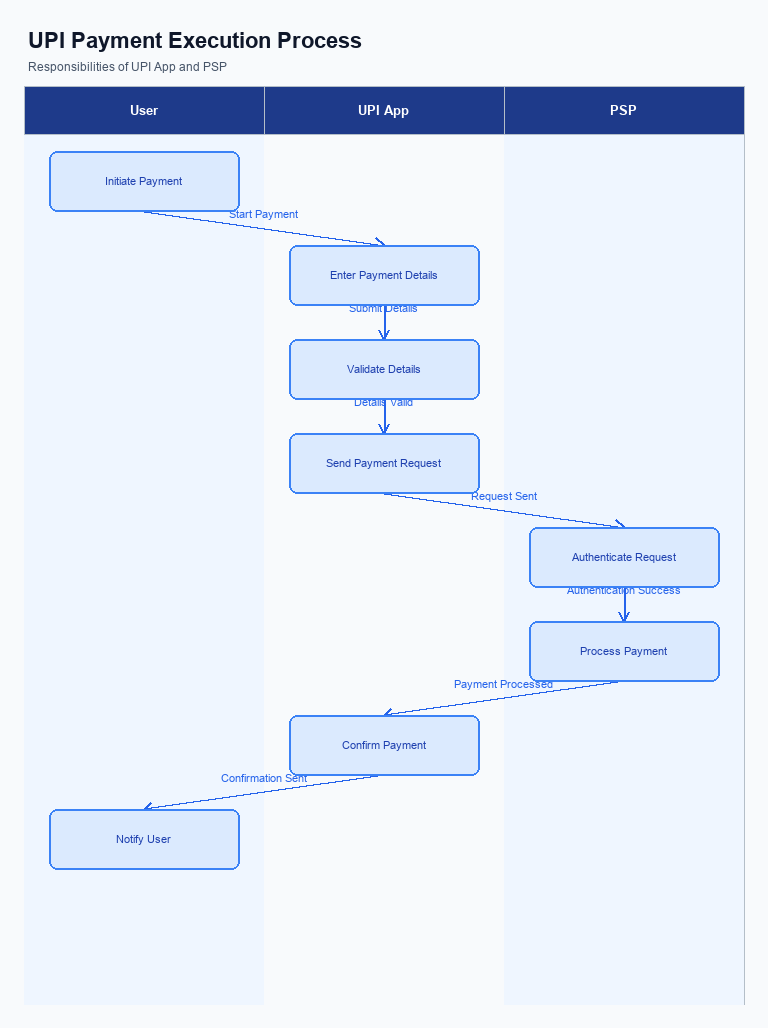 UPI Payment Execution Process
Responsibilities of UPI App and PSP
User
UPI App
PSP
Initiate Payment
Start Payment
Enter Payment Details
Submit Details
Validate Details
Details Valid
Send Payment Request
Request Sent
Authenticate Request
Authentication Success
Process Payment
Payment Processed
Confirm Payment
Confirmation Sent
Notify User